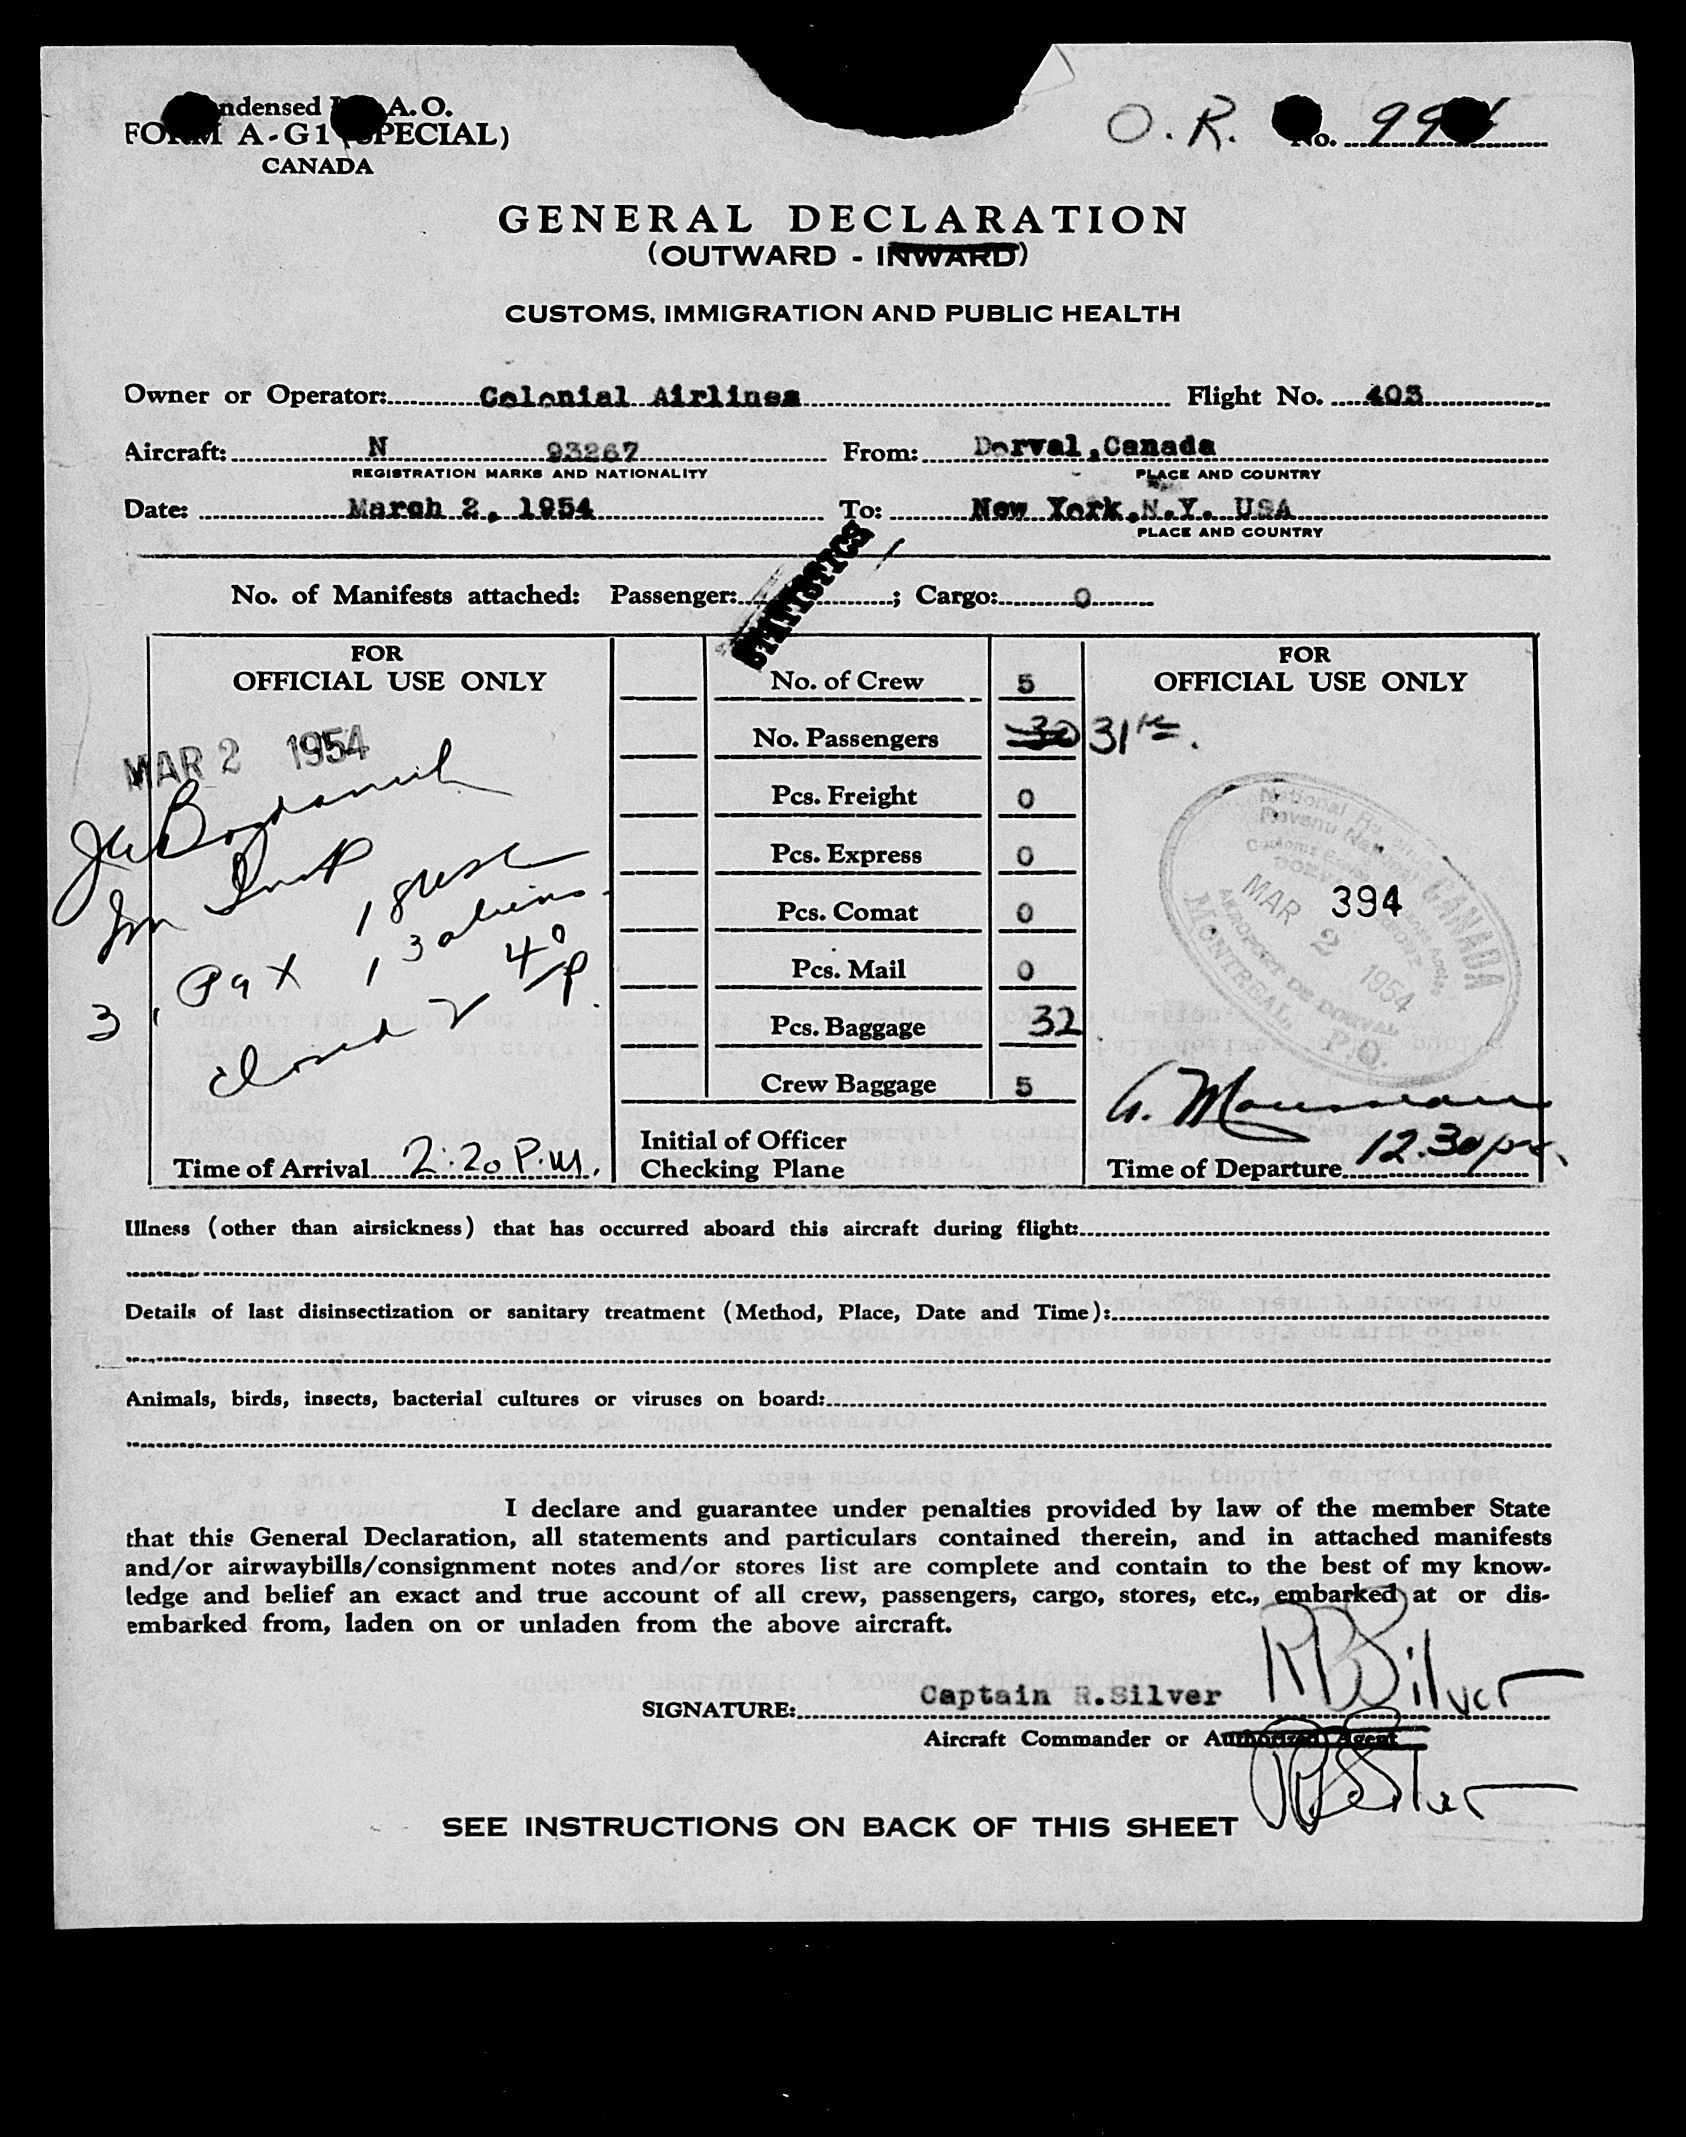 ndensed A. O.
FORM A-G1 (SPECIAL)
CANADA
O. R. No. 99
GENERAL DECLARATION
(OUTWARD - INWARD)
CUSTOMS, IMMIGRATION AND PUBLIC HEALTH
Owner or Operator: Colonial Airlines Flight No. 403
Aircraft: N 93267 From: Dorval, Canada
REGISTRATION MARKS AND NATIONALITY PLACE AND COUNTRY
Date: March 2, 1954 To: New York, N.Y. USA
PLACE AND COUNTRY
STATISTICS
No. of Manifests attached: Passenger: ; Cargo: 0
FOR
OFFICIAL USE ONLY
MAR 2 1954
Insp
Pax
closed 2 40/P.
Time of Arrival 2:20 P.M.
No. of Crew 5
No. Passengers 30 31
Pcs. Freight 0
Pcs. Express 0
Pcs. Comat 0
Pcs. Mail 0
Pcs. Baggage 32
Crew Baggage 5
Initial of Officer
Checking Plane
FOR
OFFICIAL USE ONLY
CANADA
MAR 2 1954
394
AEROPORT DE DORVAL
MONTREAL, P.Q.
Time of Departure 12.30 p
Illness (other than airsickness) that has occurred aboard this aircraft during flight:
Details of last disinsectization or sanitary treatment (Method, Place, Date and Time):
Animals, birds, insects, bacterial cultures or viruses on board:
I declare and guarantee under penalties provided by law of the member State
that this General Declaration, all statements and particulars contained therein, and in attached manifests
and/or airwaybills/consignment notes and/or stores list are complete and contain to the best of my know-
ledge and belief an exact and true account of all crew, passengers, cargo, stores, etc., embarked at or dis-
embarked from, laden on or unladen from the above aircraft.
SIGNATURE: Captain R.Silver RBSilver
Aircraft Commander or Authorized Agent
SEE INSTRUCTIONS ON BACK OF THIS SHEET